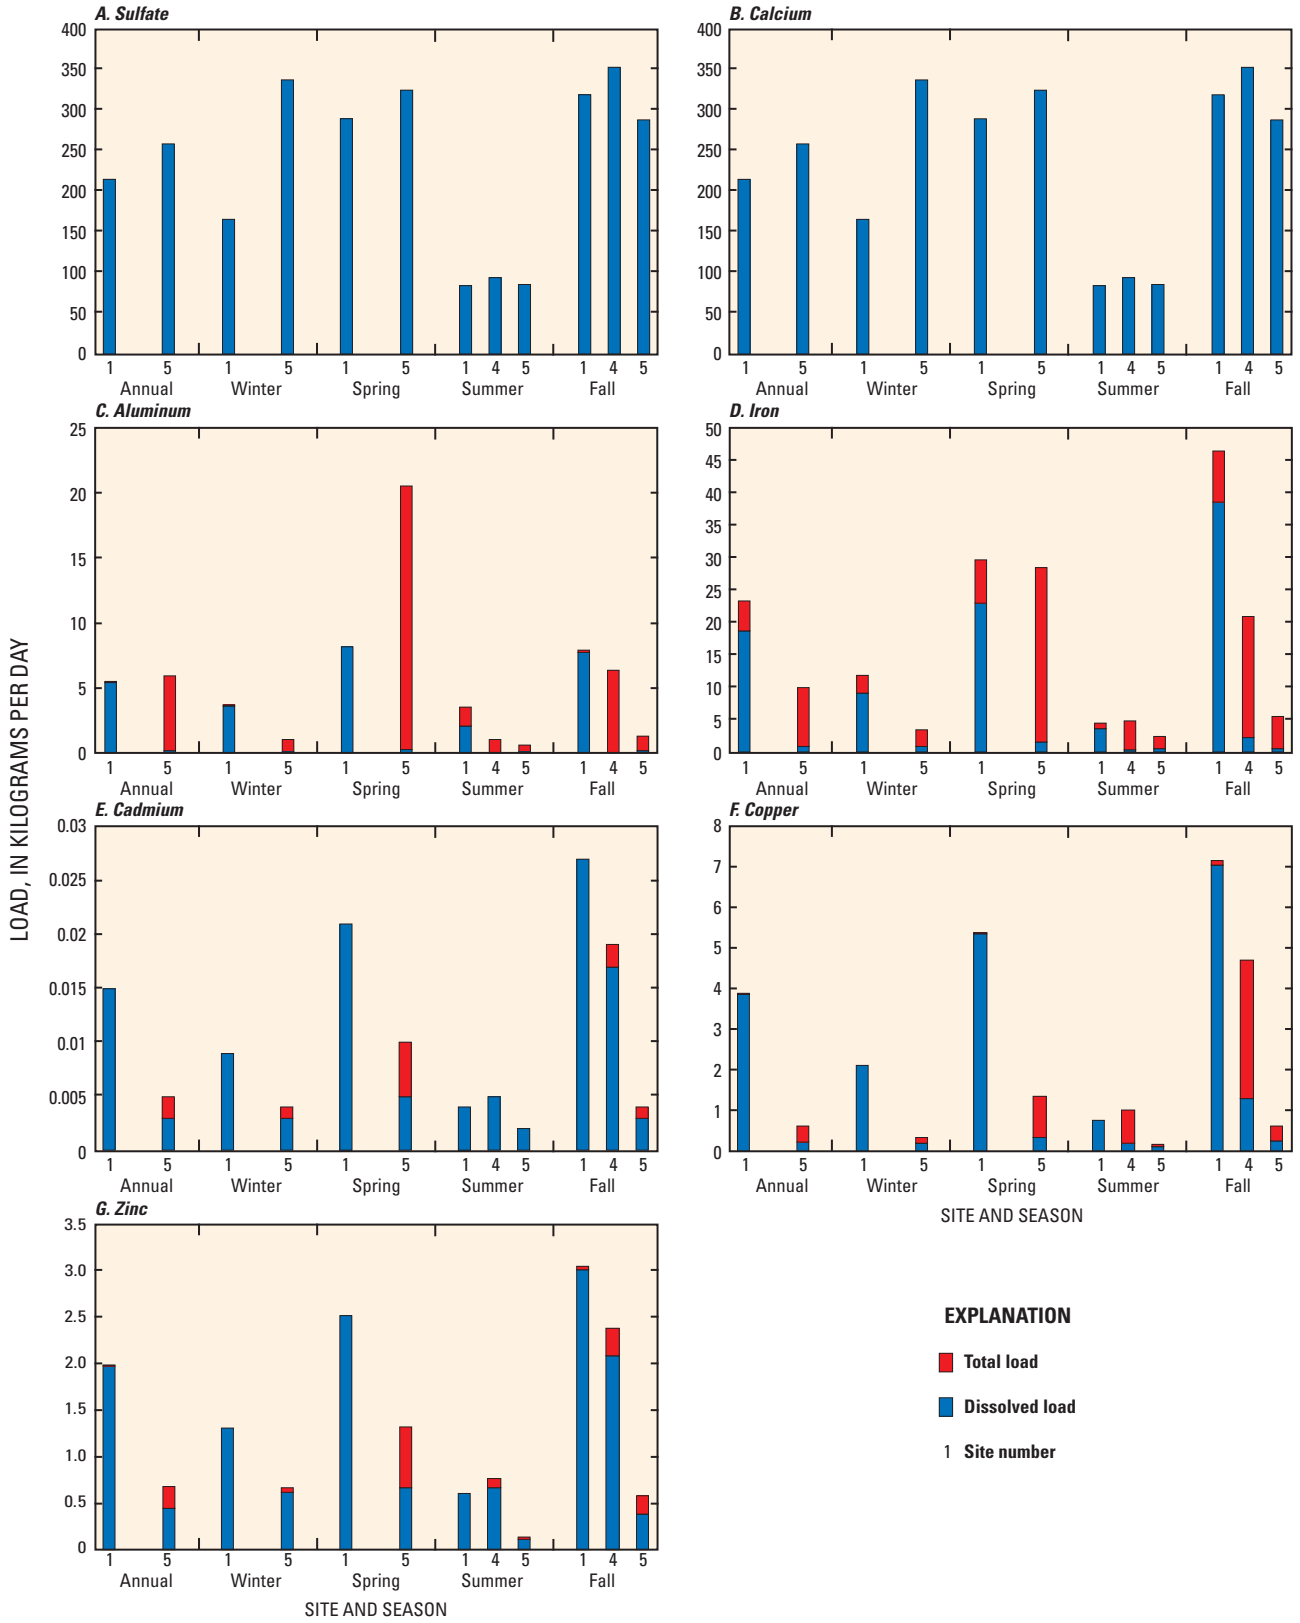 A. Sulfate
400
350
300
250
200
150
100
50
0
1 5 1 5 1 5 1 4 5 1 4 5
Annual Winter Spring Summer Fall
B. Calcium
400
350
300
250
200
150
100
50
0
1 5 1 5 1 5 1 4 5 1 4 5
Annual Winter Spring Summer Fall
C. Aluminum
25
20
15
10
5
0
1 5 1 5 1 5 1 4 5 1 4 5
Annual Winter Spring Summer Fall
D. Iron
50
45
40
35
30
25
20
15
10
5
0
1 5 1 5 1 5 1 4 5 1 4 5
Annual Winter Spring Summer Fall
LOAD, IN KILOGRAMS PER DAY
E. Cadmium
0.03
0.025
0.02
0.015
0.01
0.005
0
1 5 1 5 1 5 1 4 5 1 4 5
Annual Winter Spring Summer Fall
F. Copper
8
7
6
5
4
3
2
1
0
1 5 1 5 1 5 1 4 5 1 4 5
Annual Winter Spring Summer Fall
SITE AND SEASON
G. Zinc
3.5
3.0
2.5
2.0
1.5
1.0
0.5
0
1 5 1 5 1 5 1 4 5 1 4 5
Annual Winter Spring Summer Fall
SITE AND SEASON
EXPLANATION
Total load
Dissolved load
1 Site number